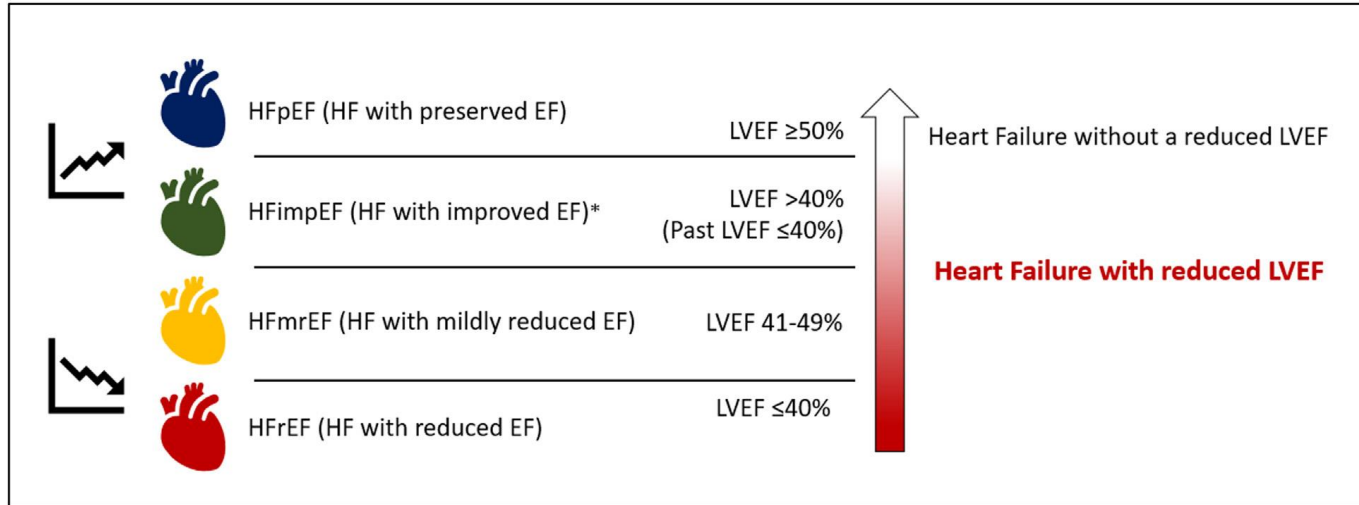 HFpEF (HF with preserved EF)
LVEF ≥50%
Heart Failure without a reduced LVEF
HFimpEF (HF with improved EF)*
LVEF >40%
(Past LVEF ≤40%)
Heart Failure with reduced LVEF
HFmrEF (HF with mildly reduced EF)
LVEF 41-49%
HFrEF (HF with reduced EF)
LVEF ≤40%